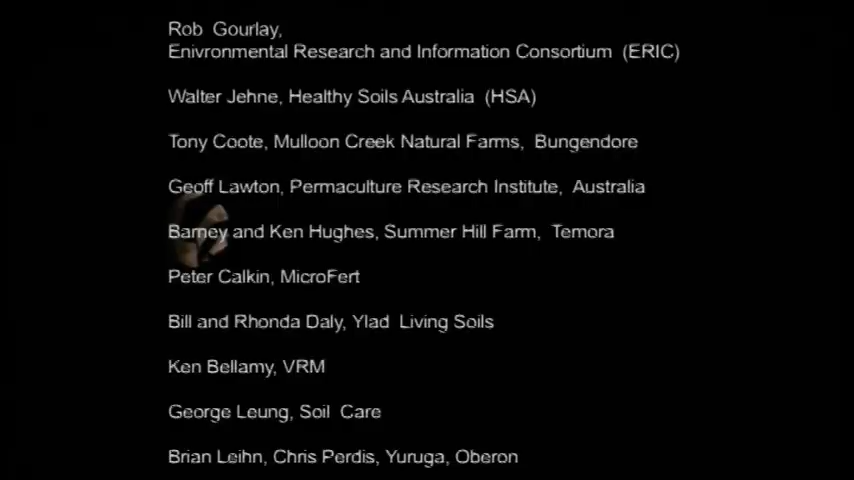 Rob Gourlay,
Enivronmental Research and Information Consortium (ERIC)
Walter Jehne, Healthy Soils Australia (HSA)
Tony Coote, Mulloon Creek Natural Farms, Bungendore
Geoff Lawton, Permaculture Research Institute, Australia
Barney and Ken Hughes, Summer Hill Farm, Temora
Peter Calkin, MicroFert
Bill and Rhonda Daly, Ylad Living Soils
Ken Bellamy, VRM
George Leung, Soil Care
Brian Leihn, Chris Perdis, Yuruga, Oberon